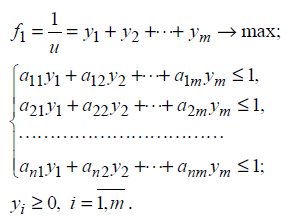 f₁ = 1/u = y₁ + y₂ +···+ yₘ → max;
{ a₁₁y₁ + a₁₂y₂ +···+ a₁ₘyₘ ≤ 1,
a₂₁y₁ + a₂₂y₂ +···+ a₂ₘyₘ ≤ 1,
................................
aₙ₁y₁ + aₙ₂y₂ +···+ aₙₘyₘ ≤ 1;
yᵢ ≥ 0, i = 1,m̅.